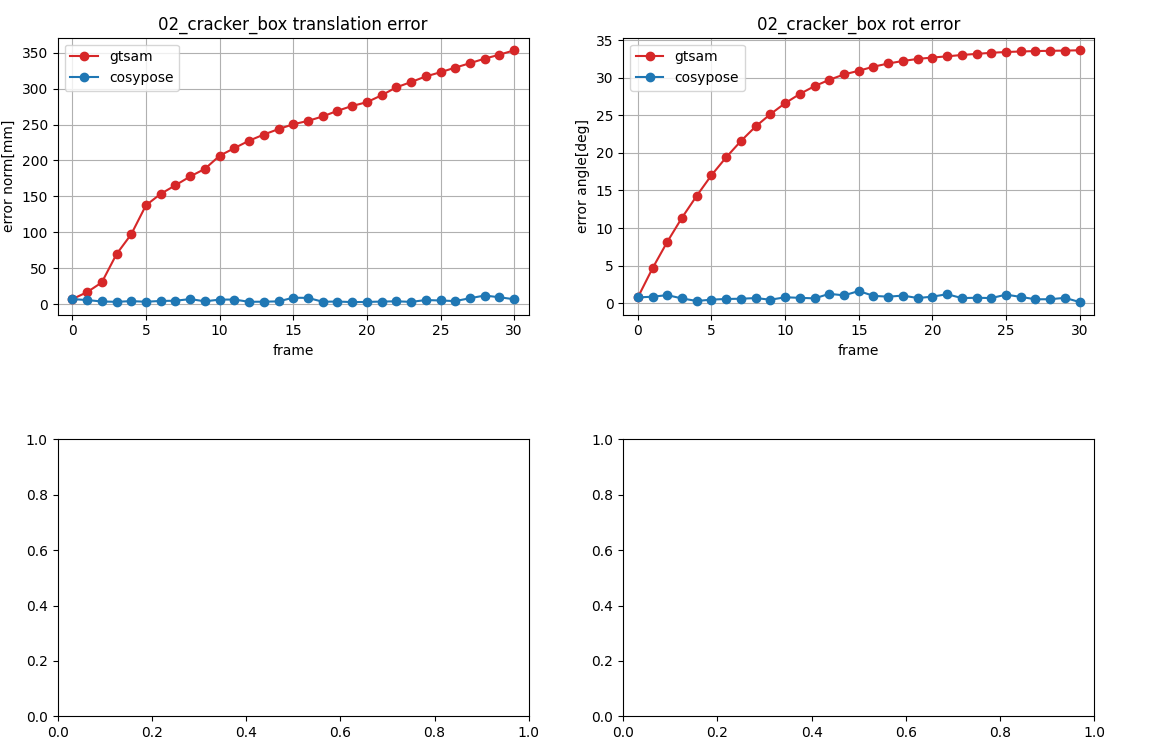 02_cracker_box translation error
gtsam
cosypose
error norm[mm]
350
300
250
200
150
100
50
0
0 5 10 15 20 25 30
frame
02_cracker_box rot error
gtsam
cosypose
error angle[deg]
35
30
25
20
15
10
5
0
0 5 10 15 20 25 30
frame
1.0
0.8
0.6
0.4
0.2
0.0
0.0 0.2 0.4 0.6 0.8 1.0
1.0
0.8
0.6
0.4
0.2
0.0
0.0 0.2 0.4 0.6 0.8 1.0